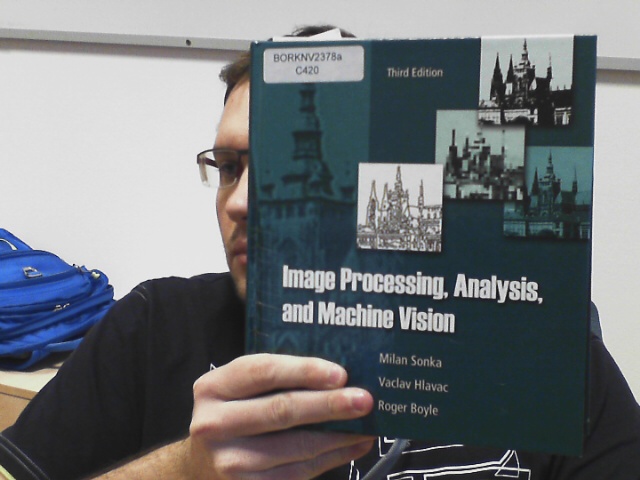 BORKNV2378a
C420
Third Edition
Image Processing, Analysis,
and Machine Vision
Milan Sonka
Vaclav Hlavac
Roger Boyle